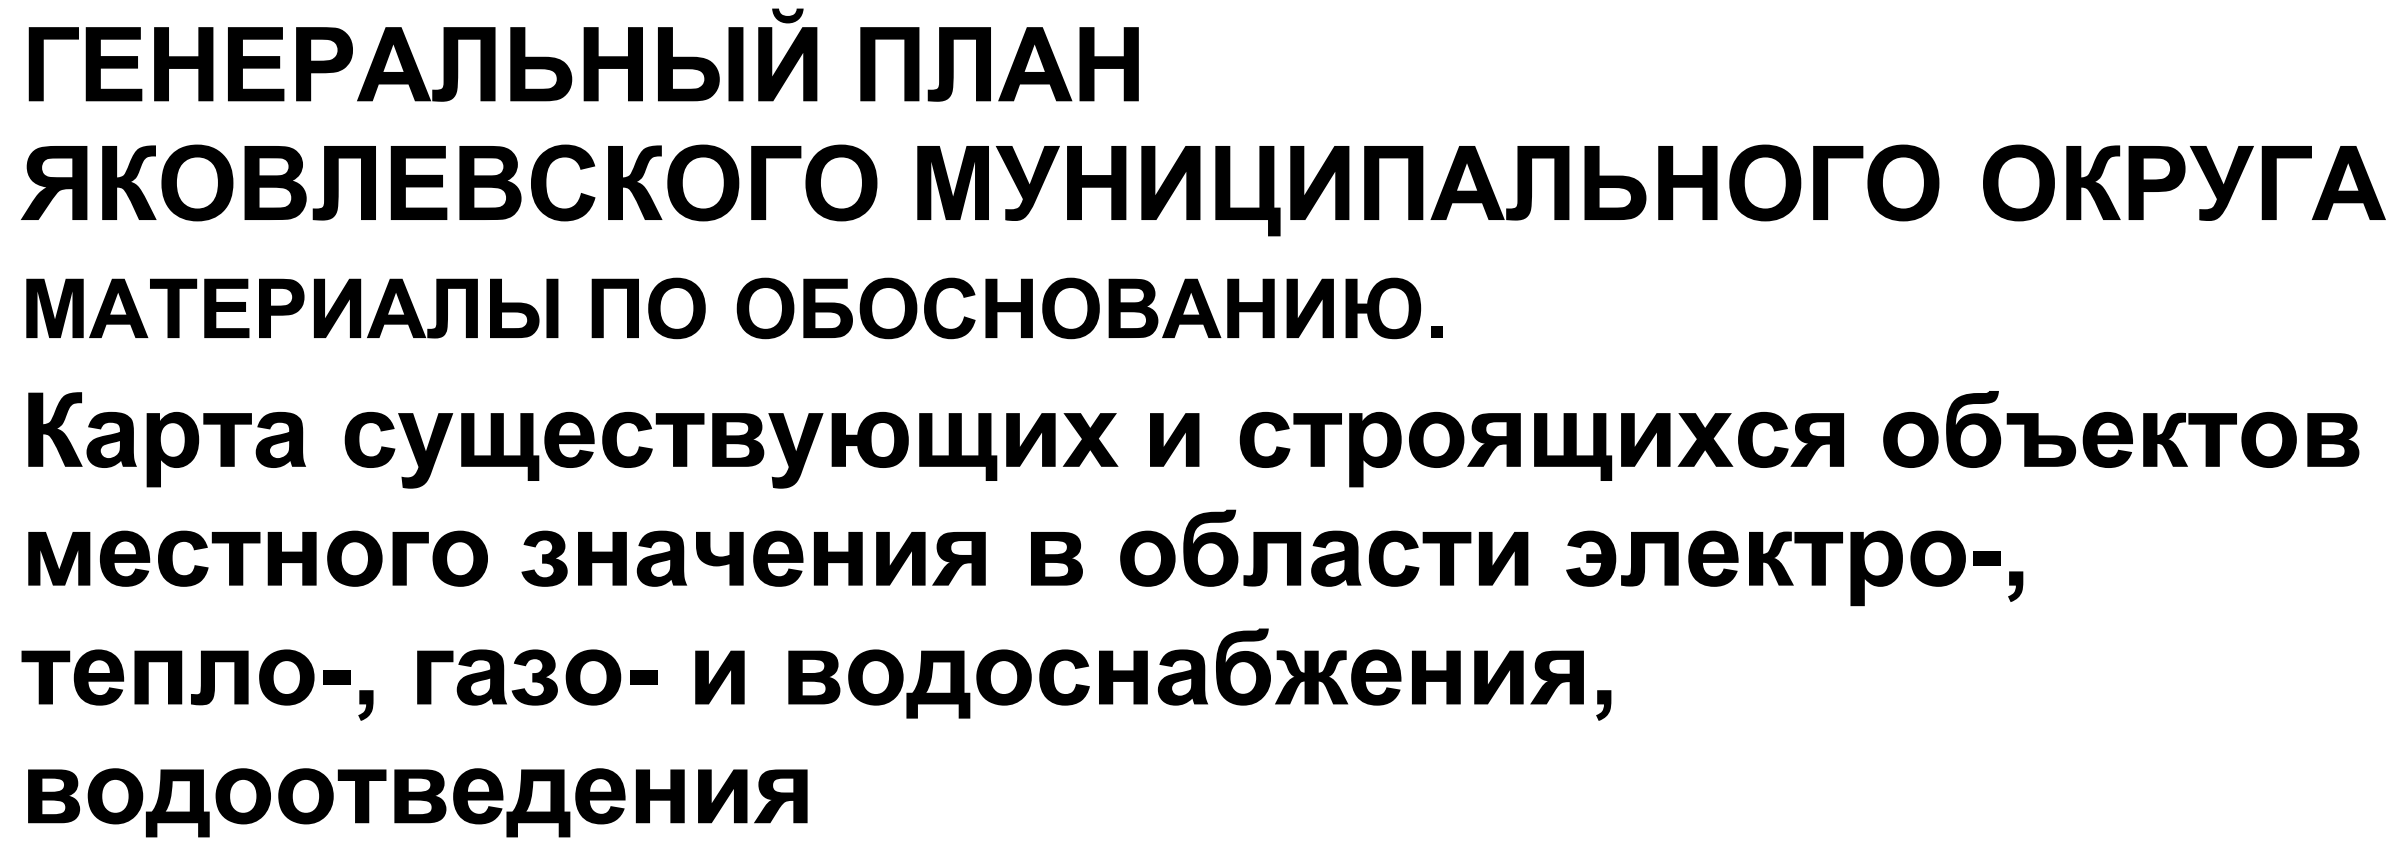 ГЕНЕРАЛЬНЫЙ ПЛАН
ЯКОВЛЕВСКОГО МУНИЦИПАЛЬНОГО ОКРУГА
МАТЕРИАЛЫ ПО ОБОСНОВАНИЮ.
Карта существующих и строящихся объектов
местного значения в области электро-,
тепло-, газо- и водоснабжения,
водоотведения